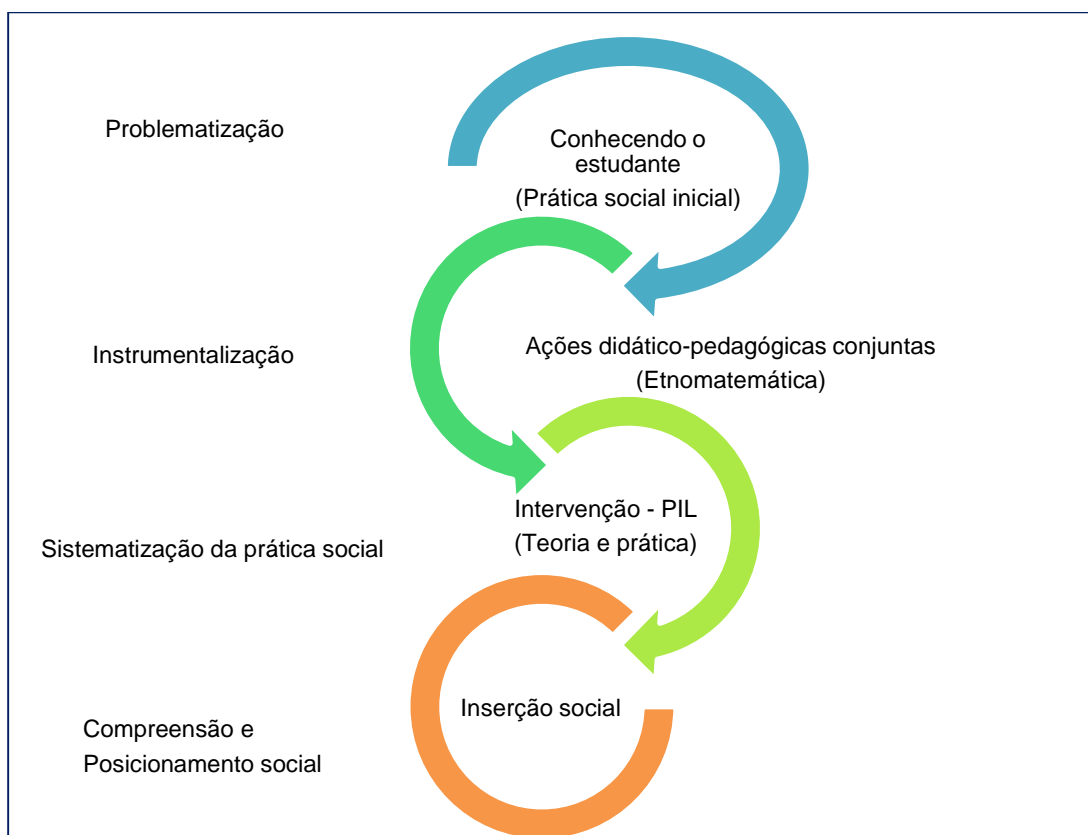 Problematização
Conhecendo o
estudante
(Prática social inicial)
Instrumentalização
Ações didático-pedagógicas conjuntas
(Etnomatemática)
Sistematização da prática social
Intervenção - PIL
(Teoria e prática)
Compreensão e
Posicionamento social
Inserção social